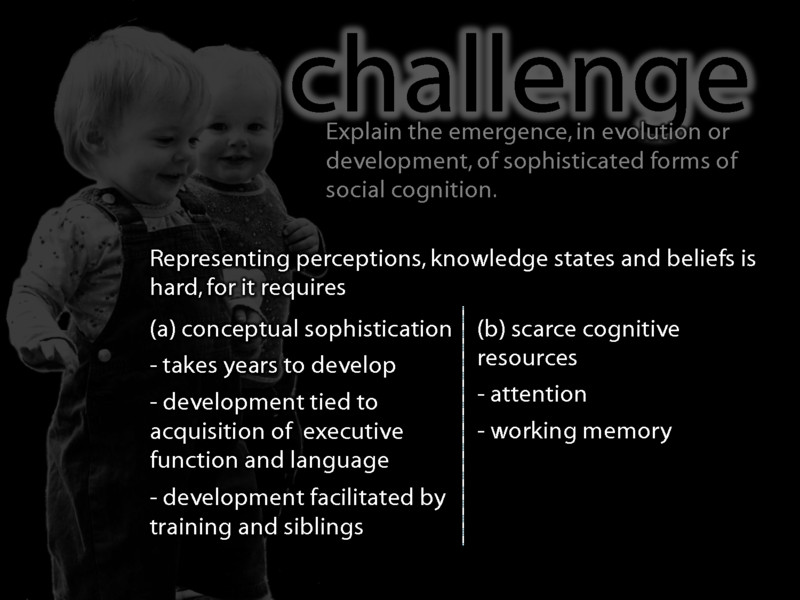 challenge
Explain the emergence, in evolution or
development, of sophisticated forms of
social cognition.
Representing perceptions, knowledge states and beliefs is
hard, for it requires
(a) conceptual sophistication
- takes years to develop
- development tied to
acquisition of executive
function and language
- development facilitated by
training and siblings
(b) scarce cognitive
resources
- attention
- working memory